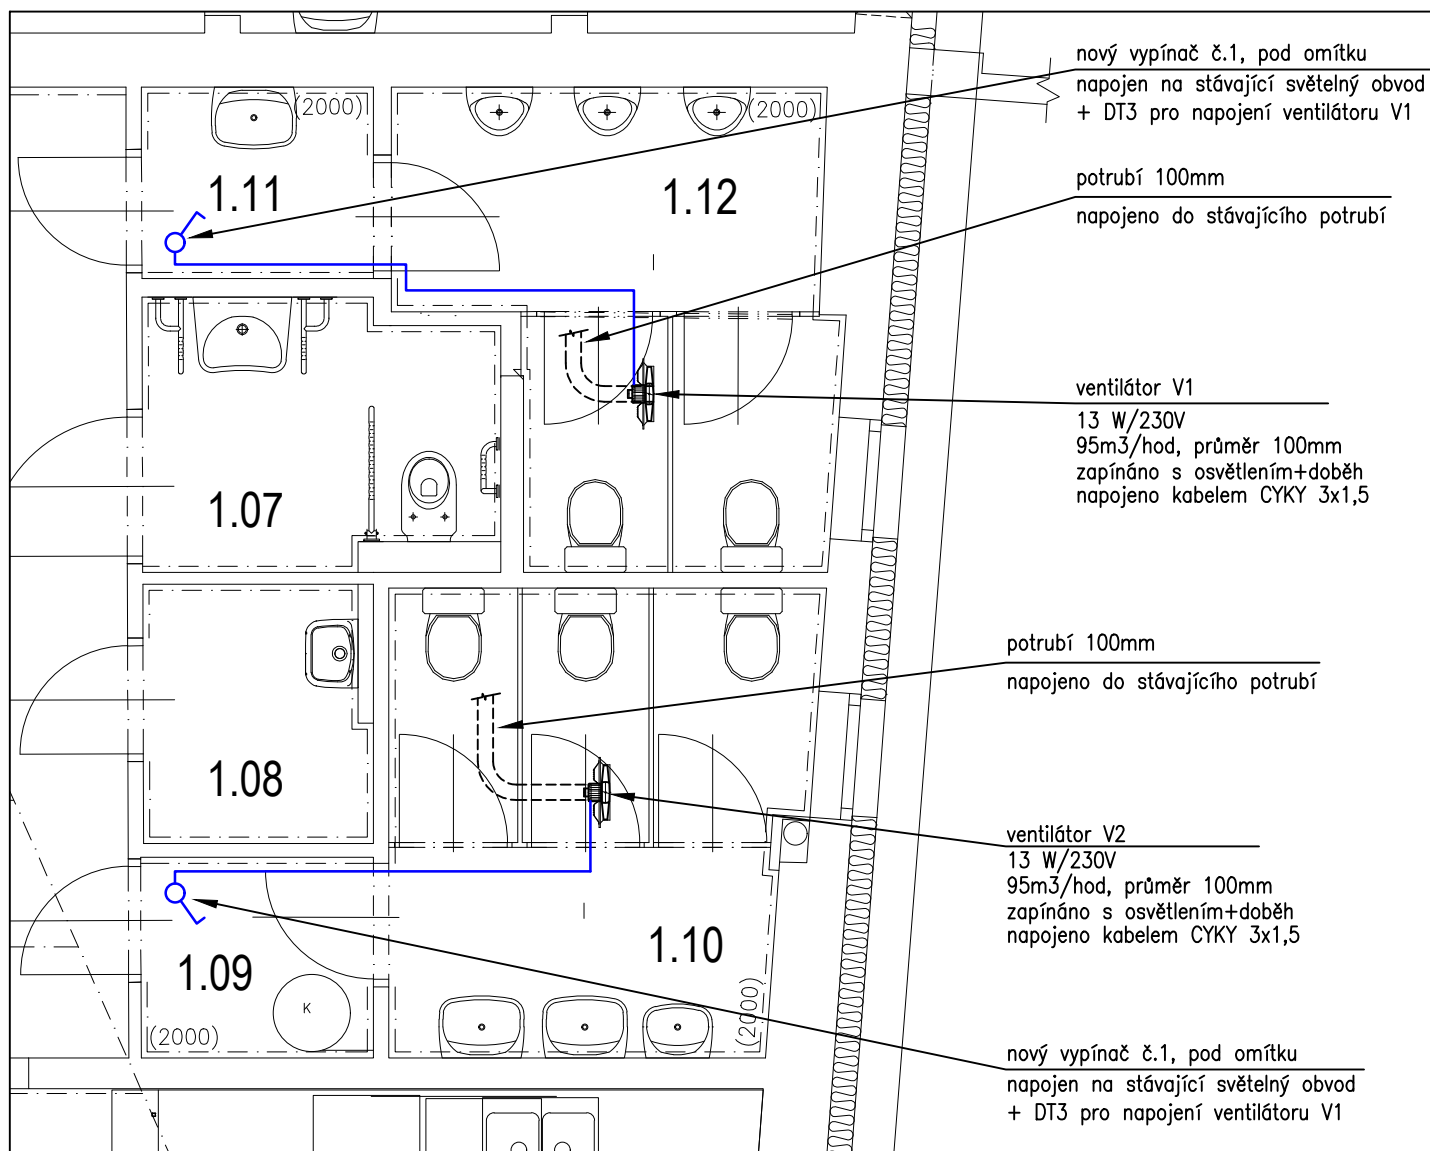 nový vypínač č.1, pod omítku
napojen na stávající světelný obvod
+ DT3 pro napojení ventilátoru V1
(2000)
(2000)
1.11
1.12
potrubí 100mm
napojeno do stávajícího potrubí
ventilátor V1
13 W/230V
95m3/hod, průměr 100mm
zapínáno s osvětlením+doběh
napojeno kabelem CYKY 3x1,5
1.07
potrubí 100mm
napojeno do stávajícího potrubí
1.08
ventilátor V2
13 W/230V
95m3/hod, průměr 100mm
zapínáno s osvětlením+doběh
napojeno kabelem CYKY 3x1,5
1.09
1.10
K
(2000)
(2000)
nový vypínač č.1, pod omítku
napojen na stávající světelný obvod
+ DT3 pro napojení ventilátoru V1